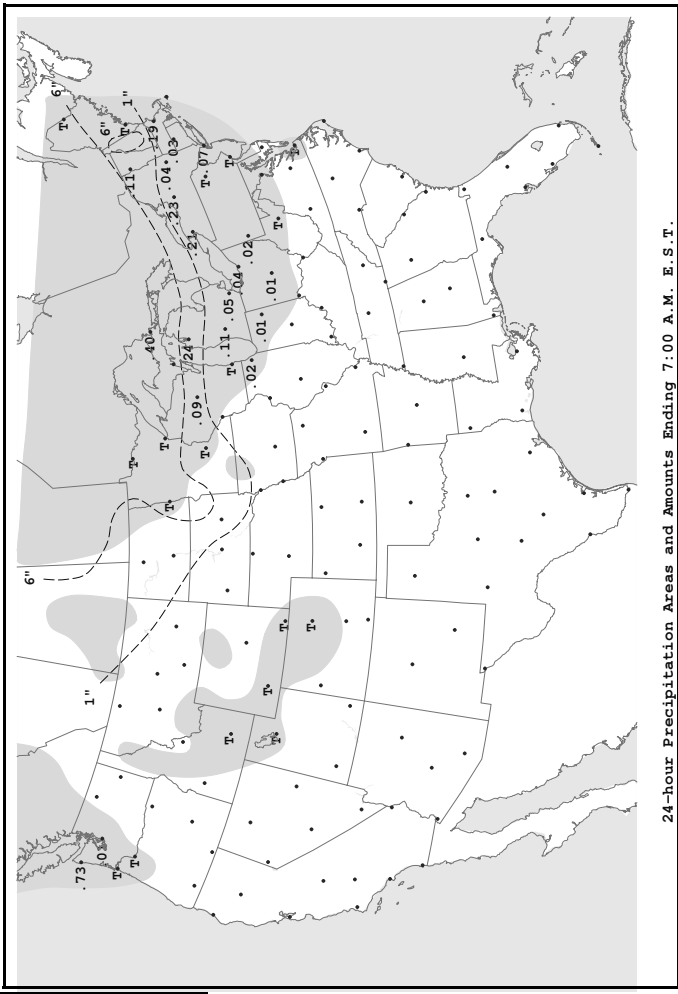 6"
6"
T
.73
1"
0
6"
T
T
1"
.11
T
T
.40
.19
T
.04
T
.03
.23
.24
.21
.09
.07
T
T
.11
.05
T
T
T
.04
.02
.02
.01
T
.01
T
T
T
T
T
24-hour Precipitation Areas and Amounts Ending 7:00 A.M. E.S.T.